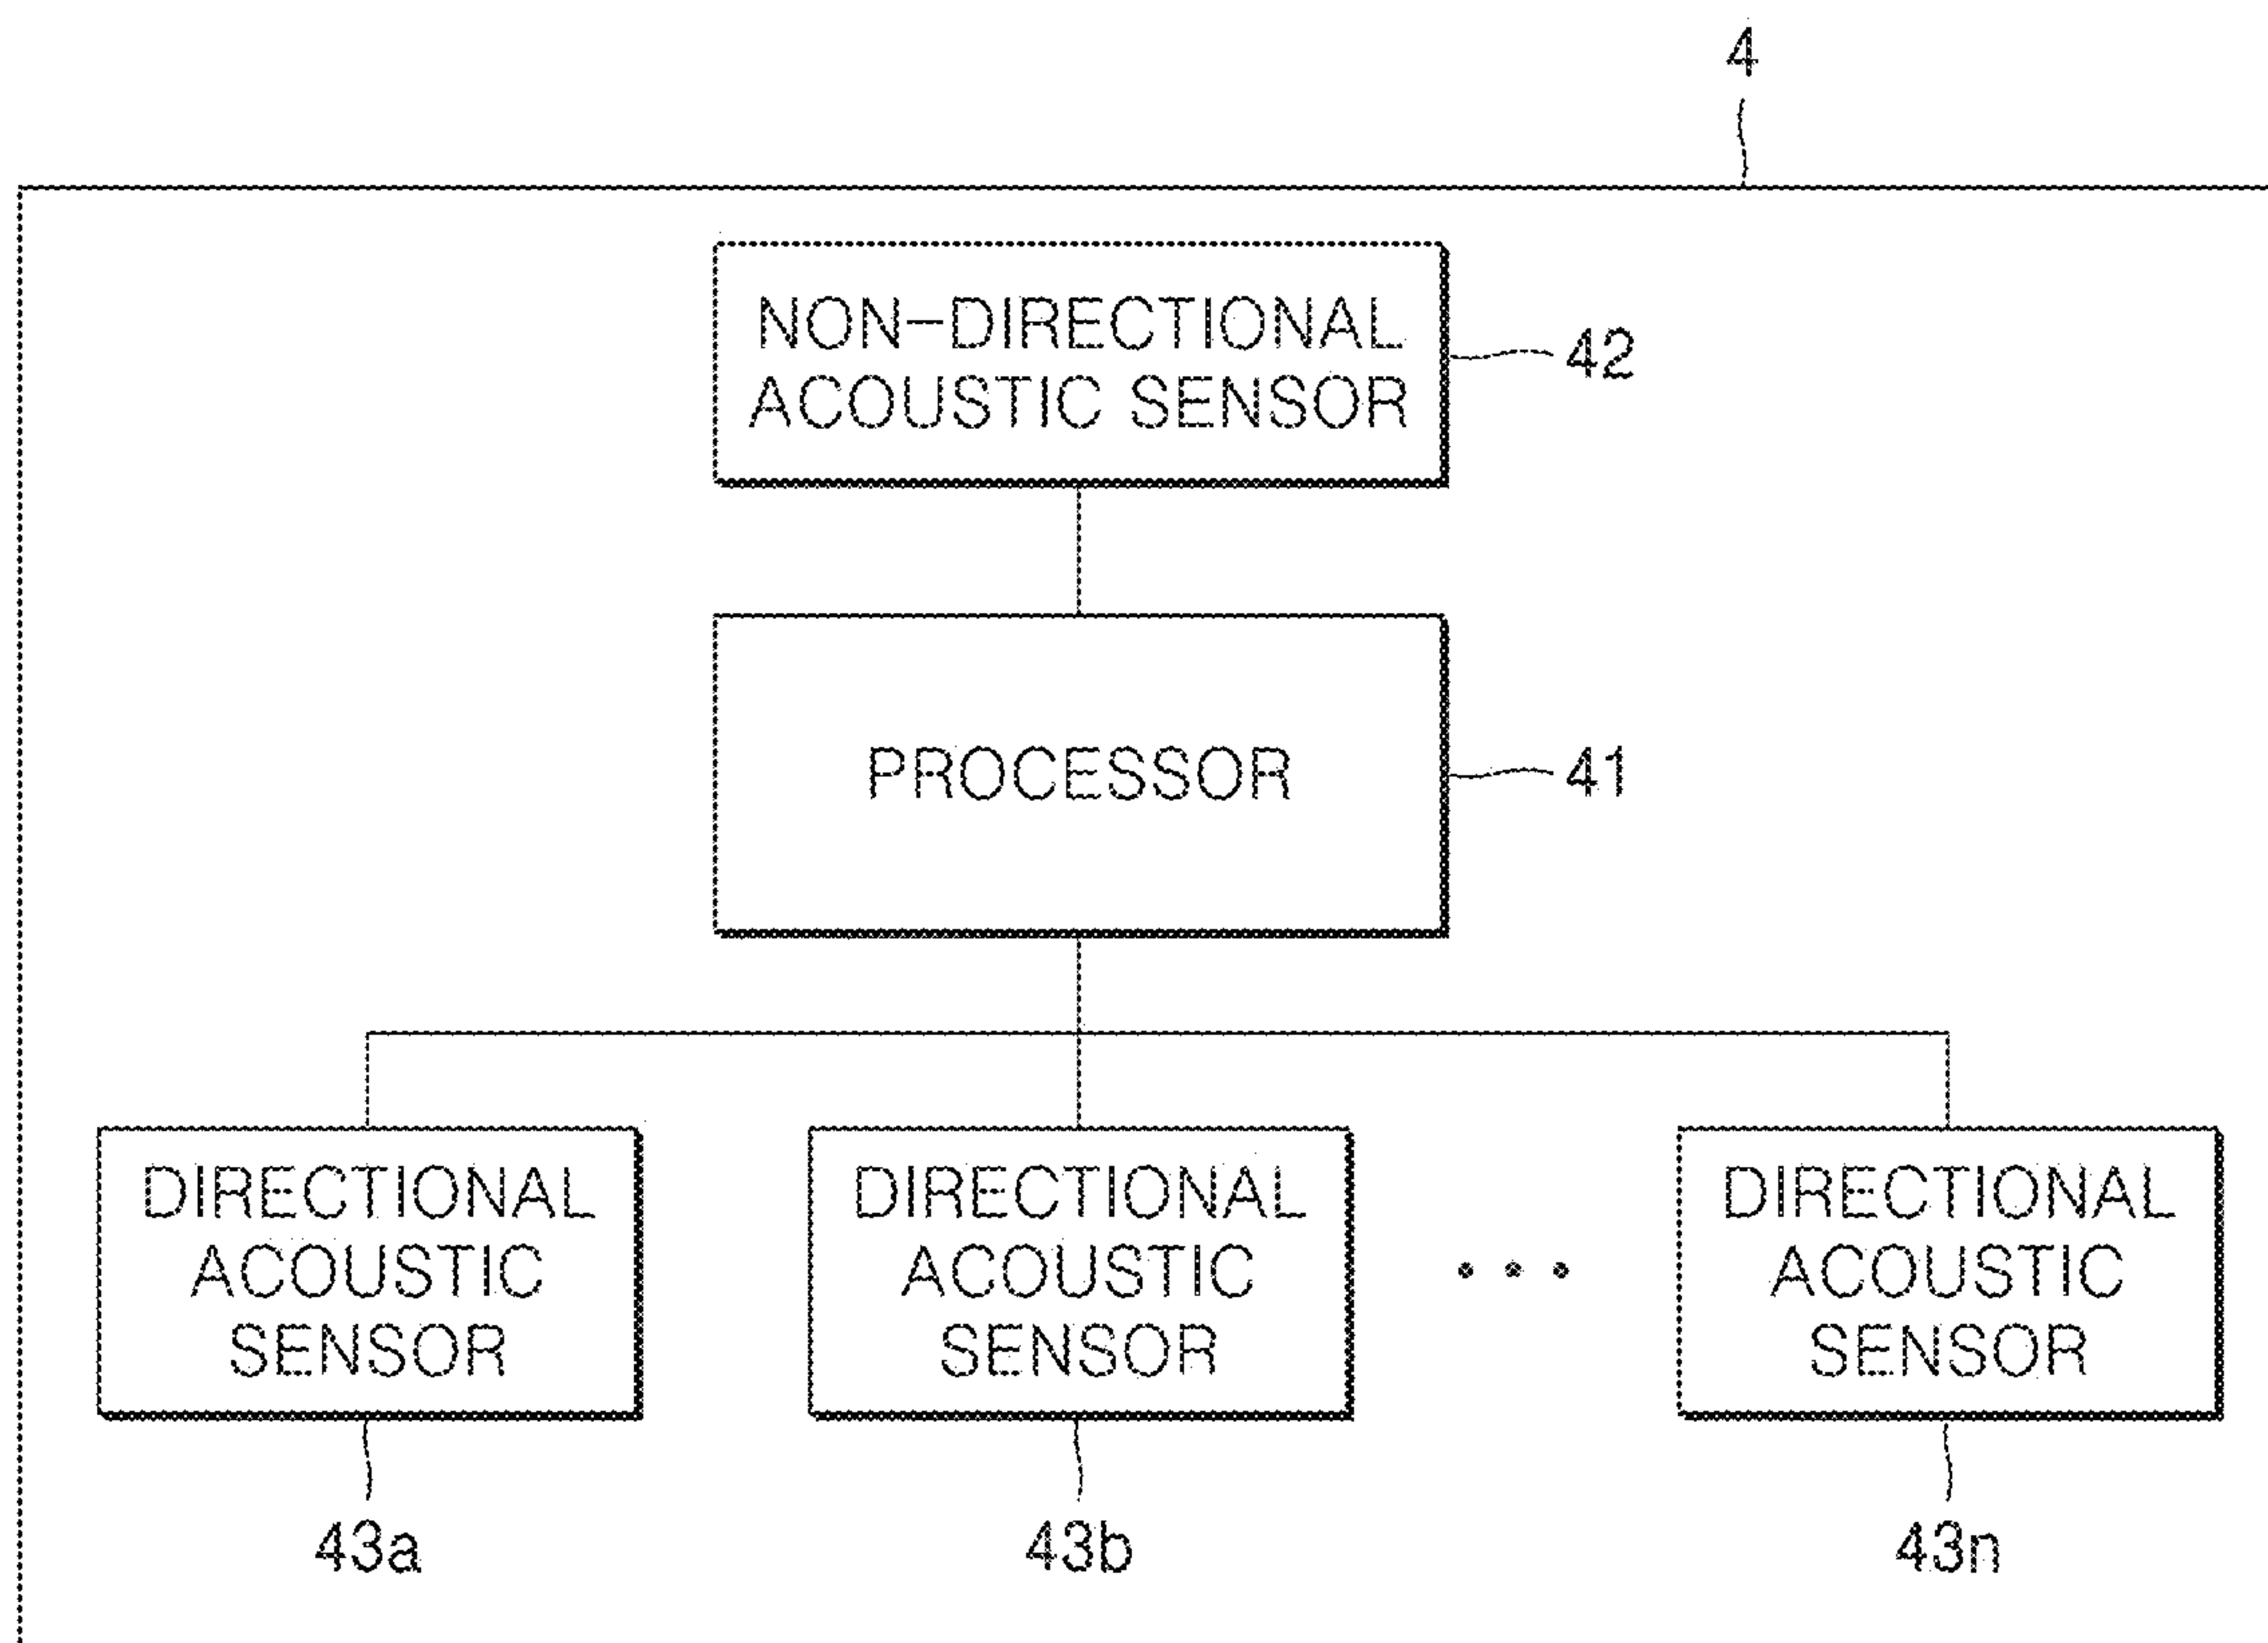 4
NON-DIRECTIONAL
ACOUSTIC SENSOR
42
PROCESSOR
41
DIRECTIONAL
ACOUSTIC
SENSOR
DIRECTIONAL
ACOUSTIC
SENSOR
• • •
DIRECTIONAL
ACOUSTIC
SENSOR
43a
43b
43n